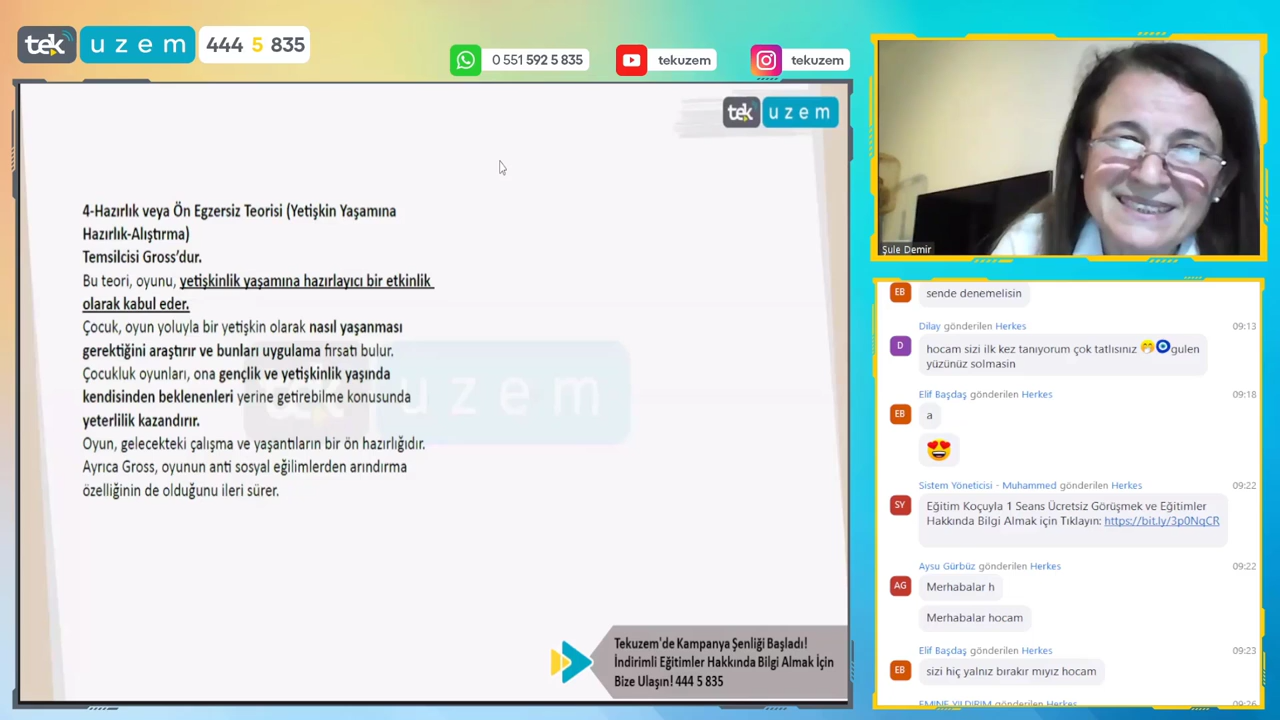 tek uzem 444 5 835
0 551 592 5 835
tekuzem
tekuzem
tek uzem
4-Hazırlık veya Ön Egzersiz Teorisi (Yetişkin Yaşamına
Hazırlık-Alıştırma)
Temsilcisi Gross’dur.
Bu teori, oyunu, yetişkinlik yaşamına hazırlayıcı bir etkinlik
olarak kabul eder.
Çocuk, oyun yoluyla bir yetişkin olarak nasıl yaşanması
gerektiğini araştırır ve bunları uygulama fırsatı bulur.
Çocukluk oyunları, ona gençlik ve yetişkinlik yaşında
kendisinden beklenenleri yerine getirebilme konusunda
yeterlilik kazandırır.
Oyun, gelecekteki çalışma ve yaşantıların bir ön hazırlığıdır.
Ayrıca Gross, oyunun anti sosyal eğilimlerden arındırma
özelliğinin de olduğunu ileri sürer.
tek uzem
Tekuzem'de Kampanya Şenliği Başladı!
İndirimli Eğitimler Hakkında Bilgi Almak İçin
Bize Ulaşın! 444 5 835
Şule Demir
EB
sende denemelisin
Dilay gönderilen Herkes 09:13
D
hocam sizi ilk kez tanıyorum çok tatlısınız 🤭🧿gulen
yüzünüz solmasin
Elif Başdaş gönderilen Herkes 09:18
EB
a
😍
Sistem Yöneticisi - Muhammed gönderilen Herkes 09:22
SY
Eğitim Koçuyla 1 Seans Ücretsiz Görüşmek ve Eğitimler
Hakkında Bilgi Almak için Tıklayın: https://bit.ly/3p0NqCR
Aysu Gürbüz gönderilen Herkes 09:22
AG
Merhabalar h
Merhabalar hocam
Elif Başdaş gönderilen Herkes 09:23
EB
sizi hiç yalnız bırakır mıyız hocam
EMINE YILDIRIM gönderilen Herkes 09:26